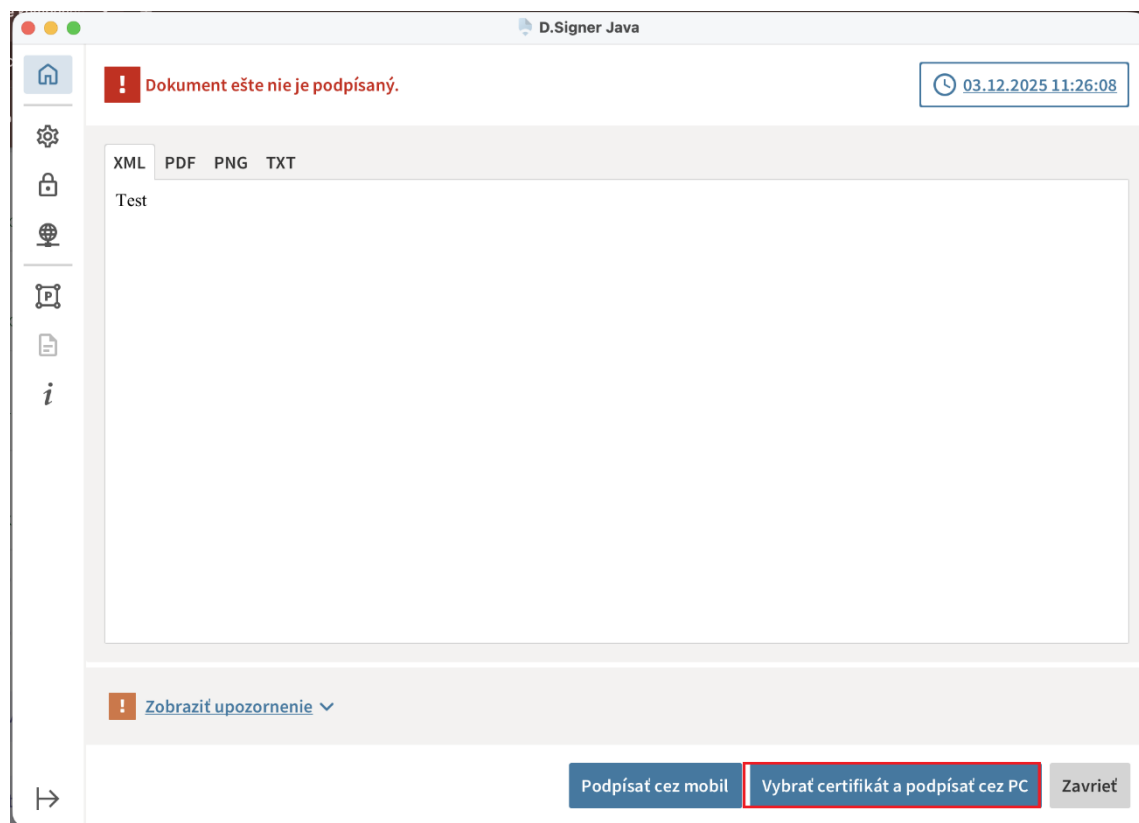 D.Signer Java
Dokument ešte nie je podpísaný.
03.12.2025 11:26:08
XML PDF PNG TXT
Test
P
i
Zobraziť upozornenie
Podpísať cez mobil Vybrať certifikát a podpísať cez PC Zavrieť